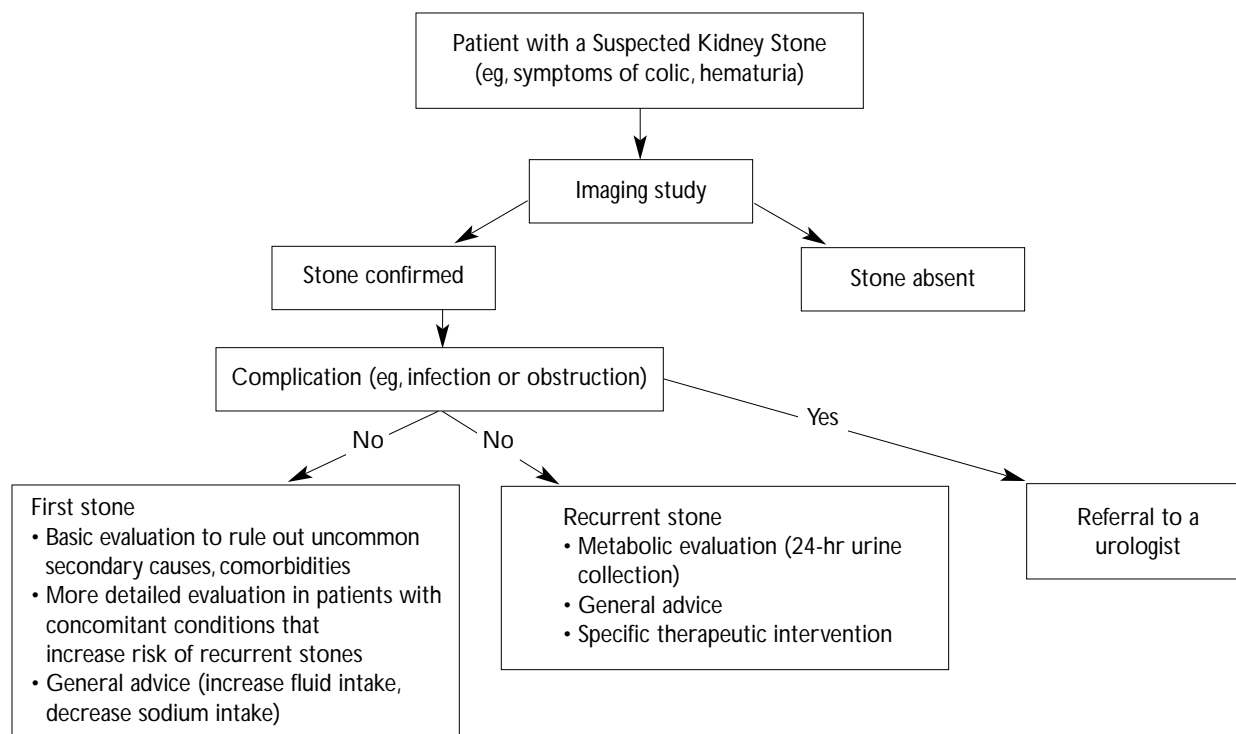 Patient with a Suspected Kidney Stone
(eg, symptoms of colic, hematuria)
Imaging study
Stone confirmed
Stone absent
Complication (eg, infection or obstruction)
No
No
Yes
First stone
• Basic evaluation to rule out uncommon
secondary causes, comorbidities
• More detailed evaluation in patients with
concomitant conditions that
increase risk of recurrent stones
• General advice (increase fluid intake,
decrease sodium intake)
Recurrent stone
• Metabolic evaluation (24-hr urine
collection)
• General advice
• Specific therapeutic intervention
Referral to a
urologist